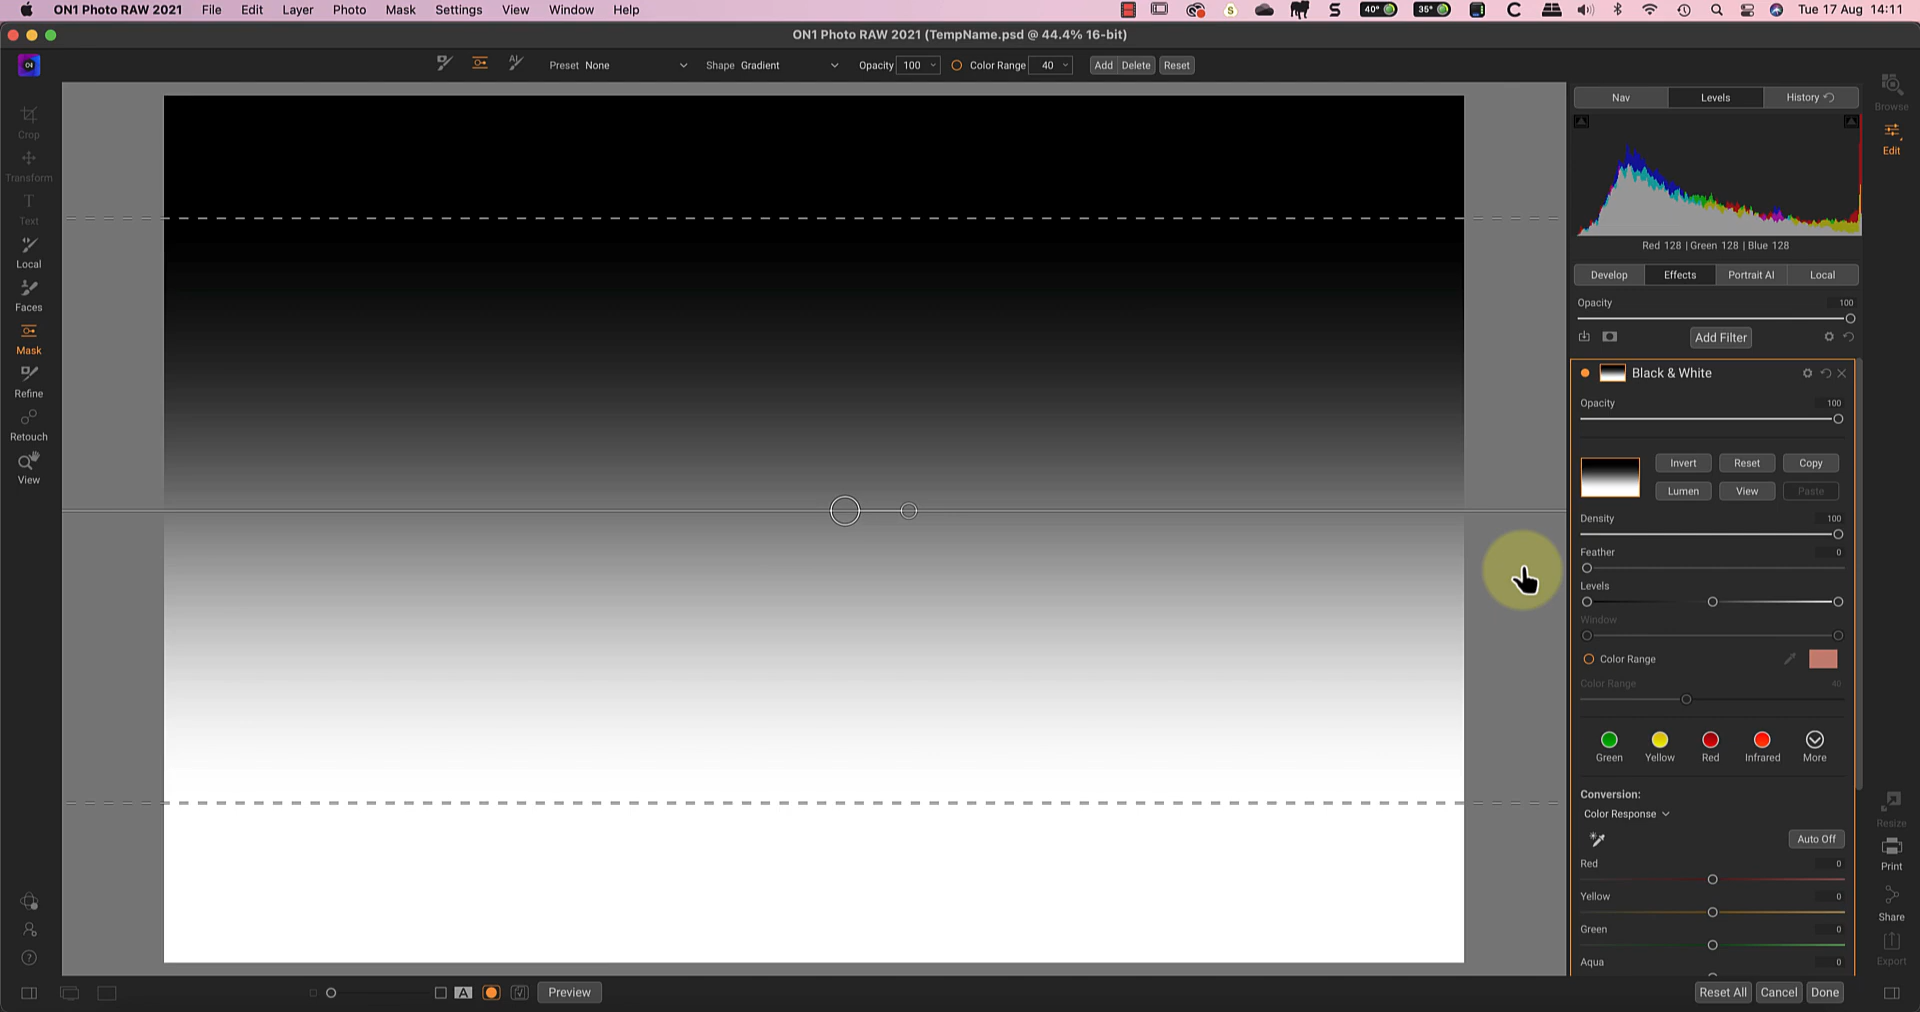 ON1 Photo RAW 2021 File Edit Layer Photo Mask Settings View Window Help 40° 35° Tue 17 Aug 14:11
ON1 Photo RAW 2021 (TempName.psd @ 44.4% 16-bit)
Preset None Shape Gradient Opacity 100 Color Range 40 Add Delete Reset
Crop
Transform
Text
Local
Faces
Mask
Refine
Retouch
View
Nav Levels History
Browse
Edit
Red 128 | Green 128 | Blue 128
Develop Effects Portrait AI Local
Opacity 100
Add Filter
Black & White
Opacity 100
Invert Reset Copy
Lumen View Paste
Density 100
Feather 0
Levels
Window
Color Range
Color Range 40
Green Yellow Red Infrared More
Conversion:
Color Response
Auto Off
Red 0
Yellow 0
Green 0
Aqua 0
Resize
Print
Share
Export
A Preview
Reset All Cancel Done